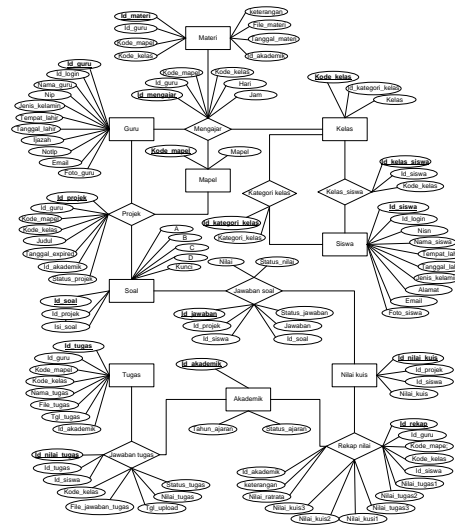 Id_materi
Id_guru
Kode_mapel
Kode_kelas
Materi
keterangan
File_materi
Tanggal_materi
Id_akademik
Id_guru
Id_login
Nama_guru
Nip
Jenis_kelamin
Tempat_lahir
Tanggal_lahir
Ijazah
Notlp
Email
Foto_guru
Guru
Kode_mapel
Id_guru
Id_mengajar
Kode_kelas
Hari
Jam
Mengajar
Kode_mapel
Mapel
Mapel
Kode_kelas
Id_kategori_kelas
Kelas
Kelas
Kategori kelas
Id_kategori_kelas
Kategori_kelas
Kelas_siswa
Id_kelas_siswa
Id_siswa
Kode_kelas
Siswa
Id_siswa
Id_login
Nisn
Nama_siswa
Tempat_lahir
Tanggal_lahir
Jenis_kelamin
Alamat
Email
Foto_siswa
Id_projek
Id_guru
Kode_mapel
Kode_kelas
Judul
Tanggal_expired
Id_akademik
Status_projek
Projek
A
B
C
D
Kunci
Soal
Id_soal
Id_projek
Isi_soal
Nilai
Status_nilai
Jawaban soal
Id_jawaban
Id_projek
Id_siswa
Status_jawaban
Jawaban
Id_soal
Id_tugas
Id_guru
Kode_mapel
Kode_kelas
Nama_tugas
File_tugas
Tgl_tugas
Id_akademik
Tugas
Id_akademik
Akademik
Tahun_ajaran
Status_ajaran
Nilai kuis
Id_nilai_kuis
Id_projek
Id_siswa
Nilai_kuis
Jawaban tugas
Id_nilai_tugas
Id_tugas
Id_siswa
Kode_kelas
File_jawaban_tugas
Status_tugas
Nilai_tugas
Tgl_upload
Rekap nilai
Id_rekap
Id_guru
Kode_mapel
Kode_kelas
Id_siswa
Nilai_tugas1
Nilai_tugas2
Nilai_tugas3
Id_akademik
keterangan
Nilai_ratrata
Nilai_kuis3
Nilai_kuis2
Nilai_kusi1